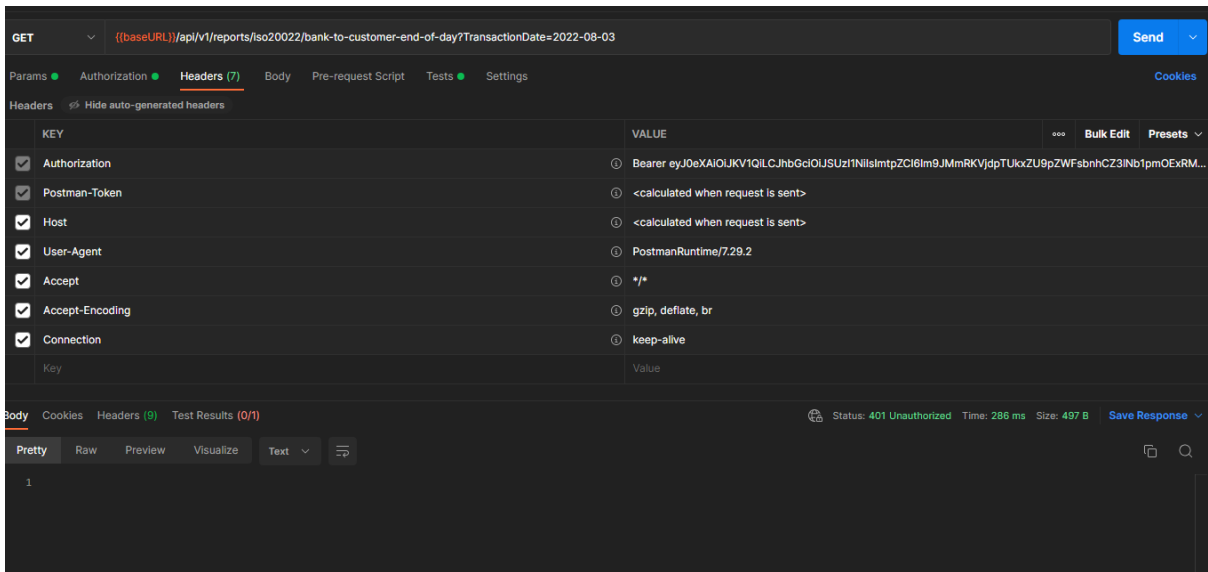 GET {{baseURL}}/api/v1/reports/iso20022/bank-to-customer-end-of-day?TransactionDate=2022-08-03 Send
Params Authorization Headers (7) Body Pre-request Script Tests Settings Cookies
Headers Hide auto-generated headers
KEY VALUE ooo Bulk Edit Presets
Authorization Bearer
Postman-Token <calculated when request is sent>
Host <calculated when request is sent>
User-Agent PostmanRuntime/7.29.2
Accept */*
Accept-Encoding gzip, deflate, br
Connection keep-alive
Key Value
Body Cookies Headers (9) Test Results (0/1) Status: 401 Unauthorized Time: 286 ms Size: 497 B Save Response
Pretty Raw Preview Visualize Text
1